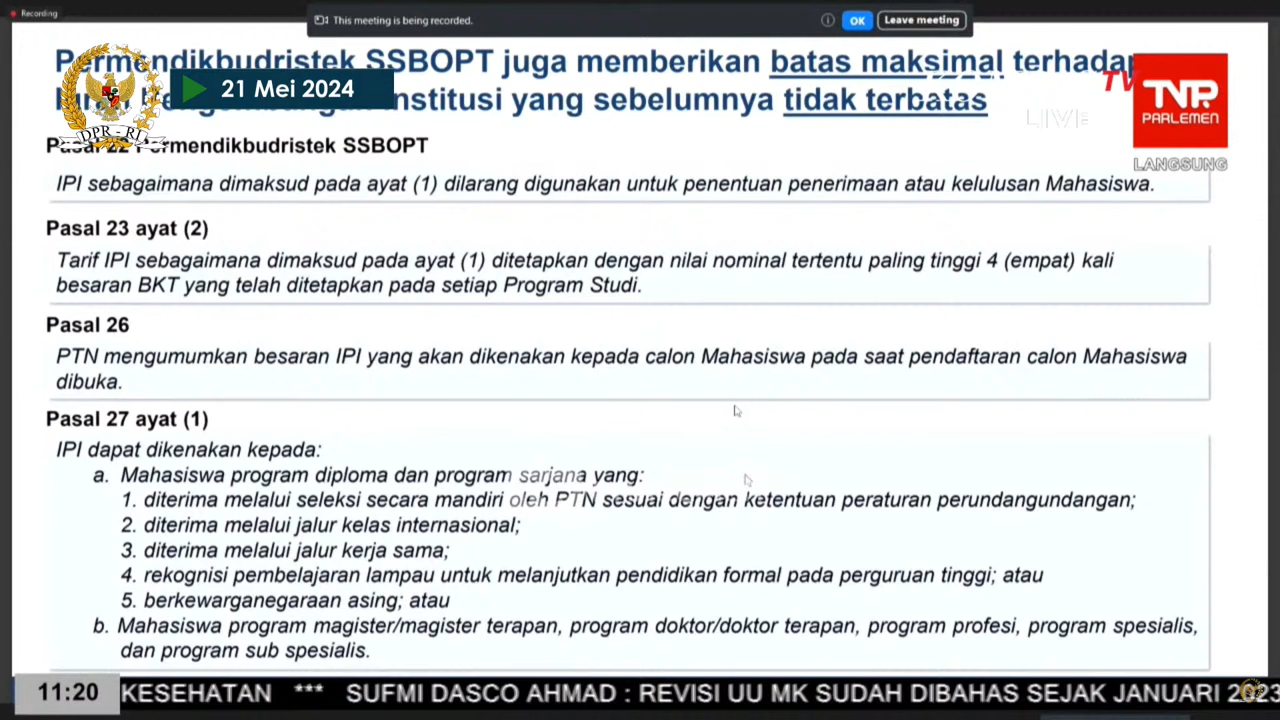 Recording
This meeting is being recorded.
OK
Leave meeting
Permendikbudristek SSBOPT juga memberikan batas maksimal terhadap
institusi yang sebelumnya tidak terbatas
21 Mei 2024
DPR - RI
TV
LIVE
TVP.
PARLEMEN
LANGSUNG
Pasal 22 Permendikbudristek SSBOPT
IPI sebagaimana dimaksud pada ayat (1) dilarang digunakan untuk penentuan penerimaan atau kelulusan Mahasiswa.
Pasal 23 ayat (2)
Tarif IPI sebagaimana dimaksud pada ayat (1) ditetapkan dengan nilai nominal tertentu paling tinggi 4 (empat) kali
besaran BKT yang telah ditetapkan pada setiap Program Studi.
Pasal 26
PTN mengumumkan besaran IPI yang akan dikenakan kepada calon Mahasiswa pada saat pendaftaran calon Mahasiswa
dibuka.
Pasal 27 ayat (1)
IPI dapat dikenakan kepada:
a. Mahasiswa program diploma dan program sarjana yang:
1. diterima melalui seleksi secara mandiri oleh PTN sesuai dengan ketentuan peraturan perundangundangan;
2. diterima melalui jalur kelas internasional;
3. diterima melalui jalur kerja sama;
4. rekognisi pembelajaran lampau untuk melanjutkan pendidikan formal pada perguruan tinggi; atau
5. berkewarganegaraan asing; atau
b. Mahasiswa program magister/magister terapan, program doktor/doktor terapan, program profesi, program spesialis,
dan program sub spesialis.
11:20 KESEHATAN *** SUFMI DASCO AHMAD : REVISI UU MK SUDAH DIBAHAS SEJAK JANUARI 2023